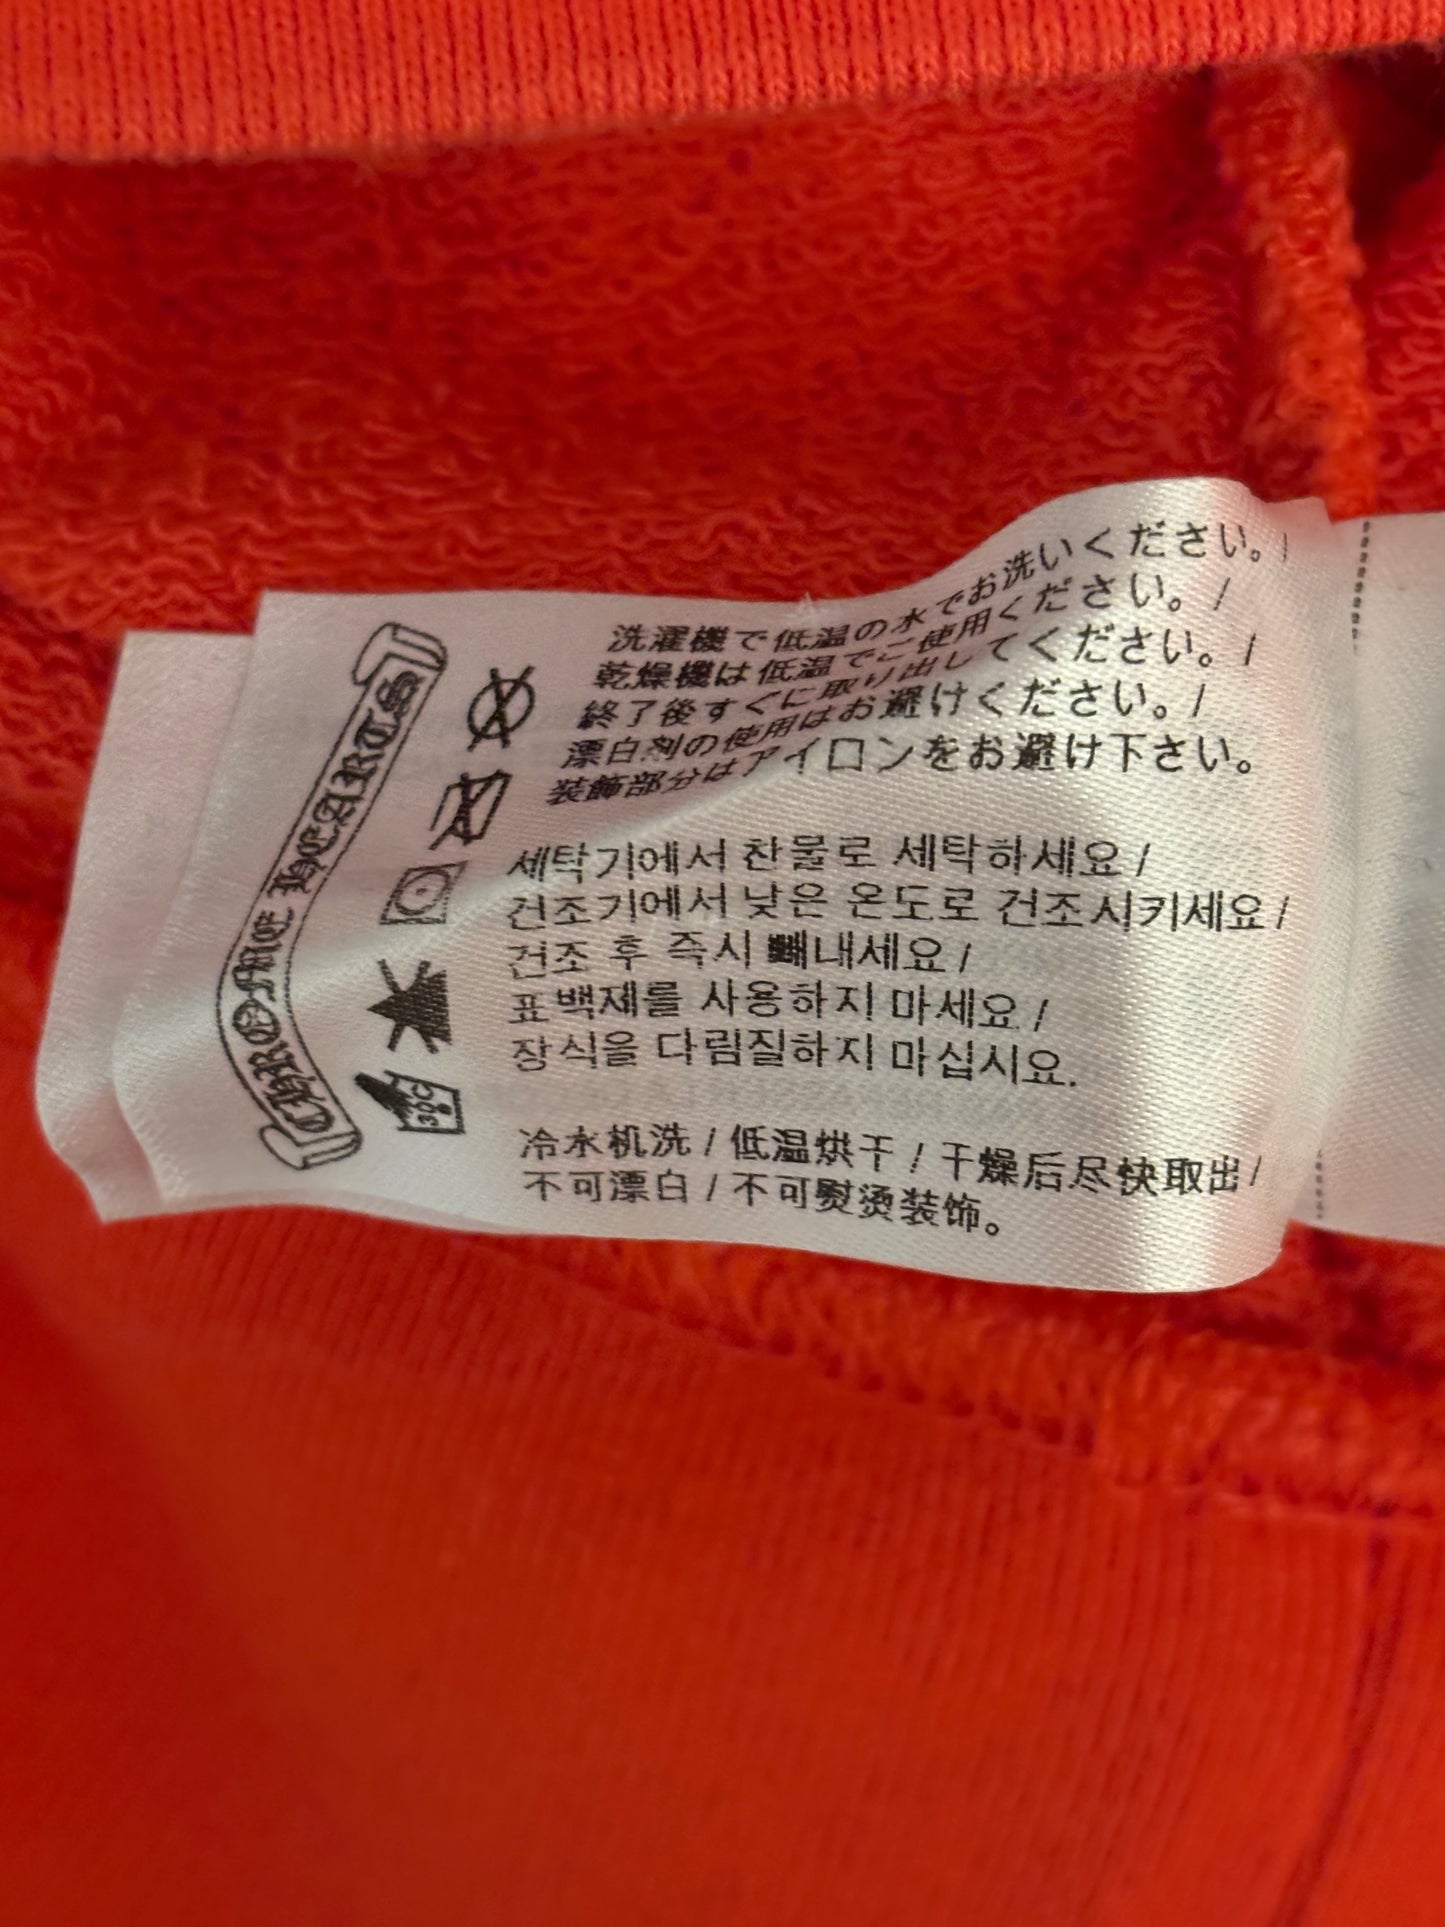 CHROME HEARTS
30C
洗濯機で低温の水でお洗いください。/
乾燥機は低温でご使用ください。/
終了後すぐに取り出してください。/
漂白剤の使用はお避けください。/
装飾部分はアイロンをお避け下さい。
세탁기에서 찬물로 세탁하세요 /
건조기에서 낮은 온도로 건조시키세요 /
건조 후 즉시 빼내세요 /
표백제를 사용하지 마세요 /
장식을 다림질하지 마십시요.
冷水机洗 / 低温烘干 / 干燥后尽快取出 /
不可漂白 / 不可熨烫装饰。